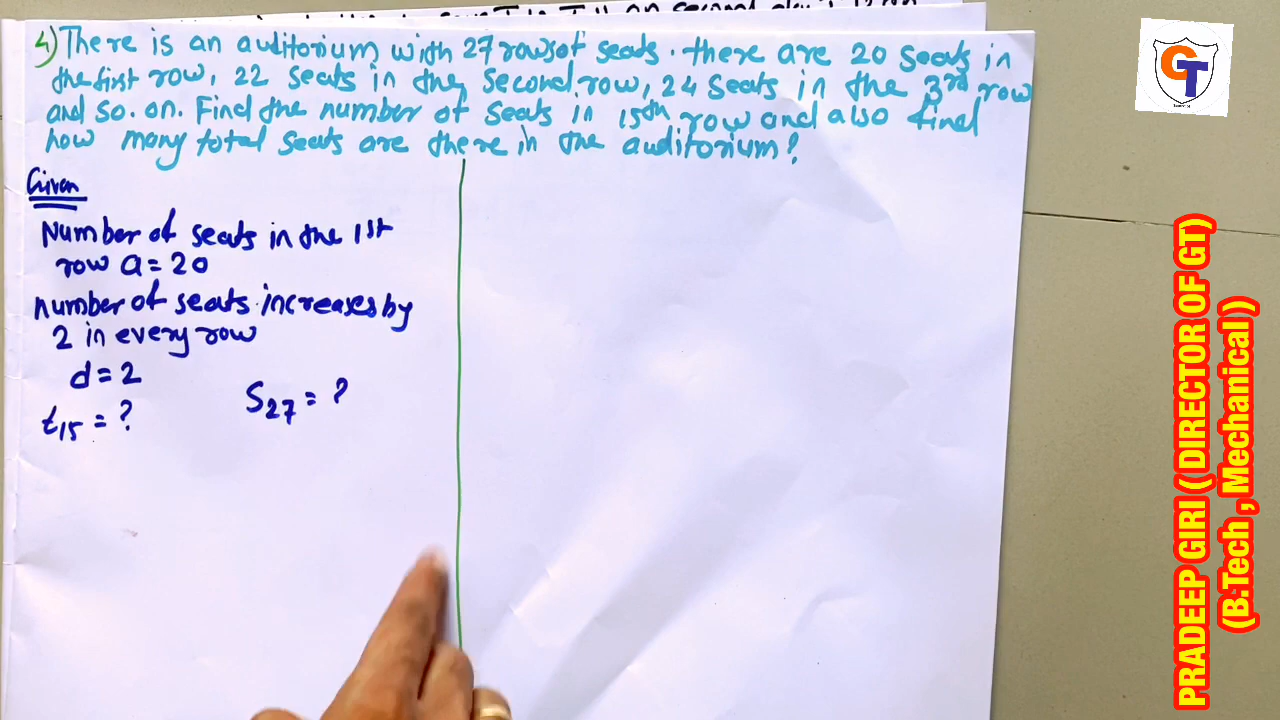 4) There is an auditorium with 27 rows of seats. there are 20 seats in
the first row, 22 seats in the second row, 24 seats in the 3rd row
and so. on. Find the number of seats in 15th row and also find
how many total seats are there in the auditorium?
Given
Number of seats in the 1st
row a = 20
number of seats increases by
2 in every row
d = 2
t15 = ?
S27 = ?
GT
PRADEEP GIRI ( DIRECTOR OF GT)
(B.Tech , Mechanical )